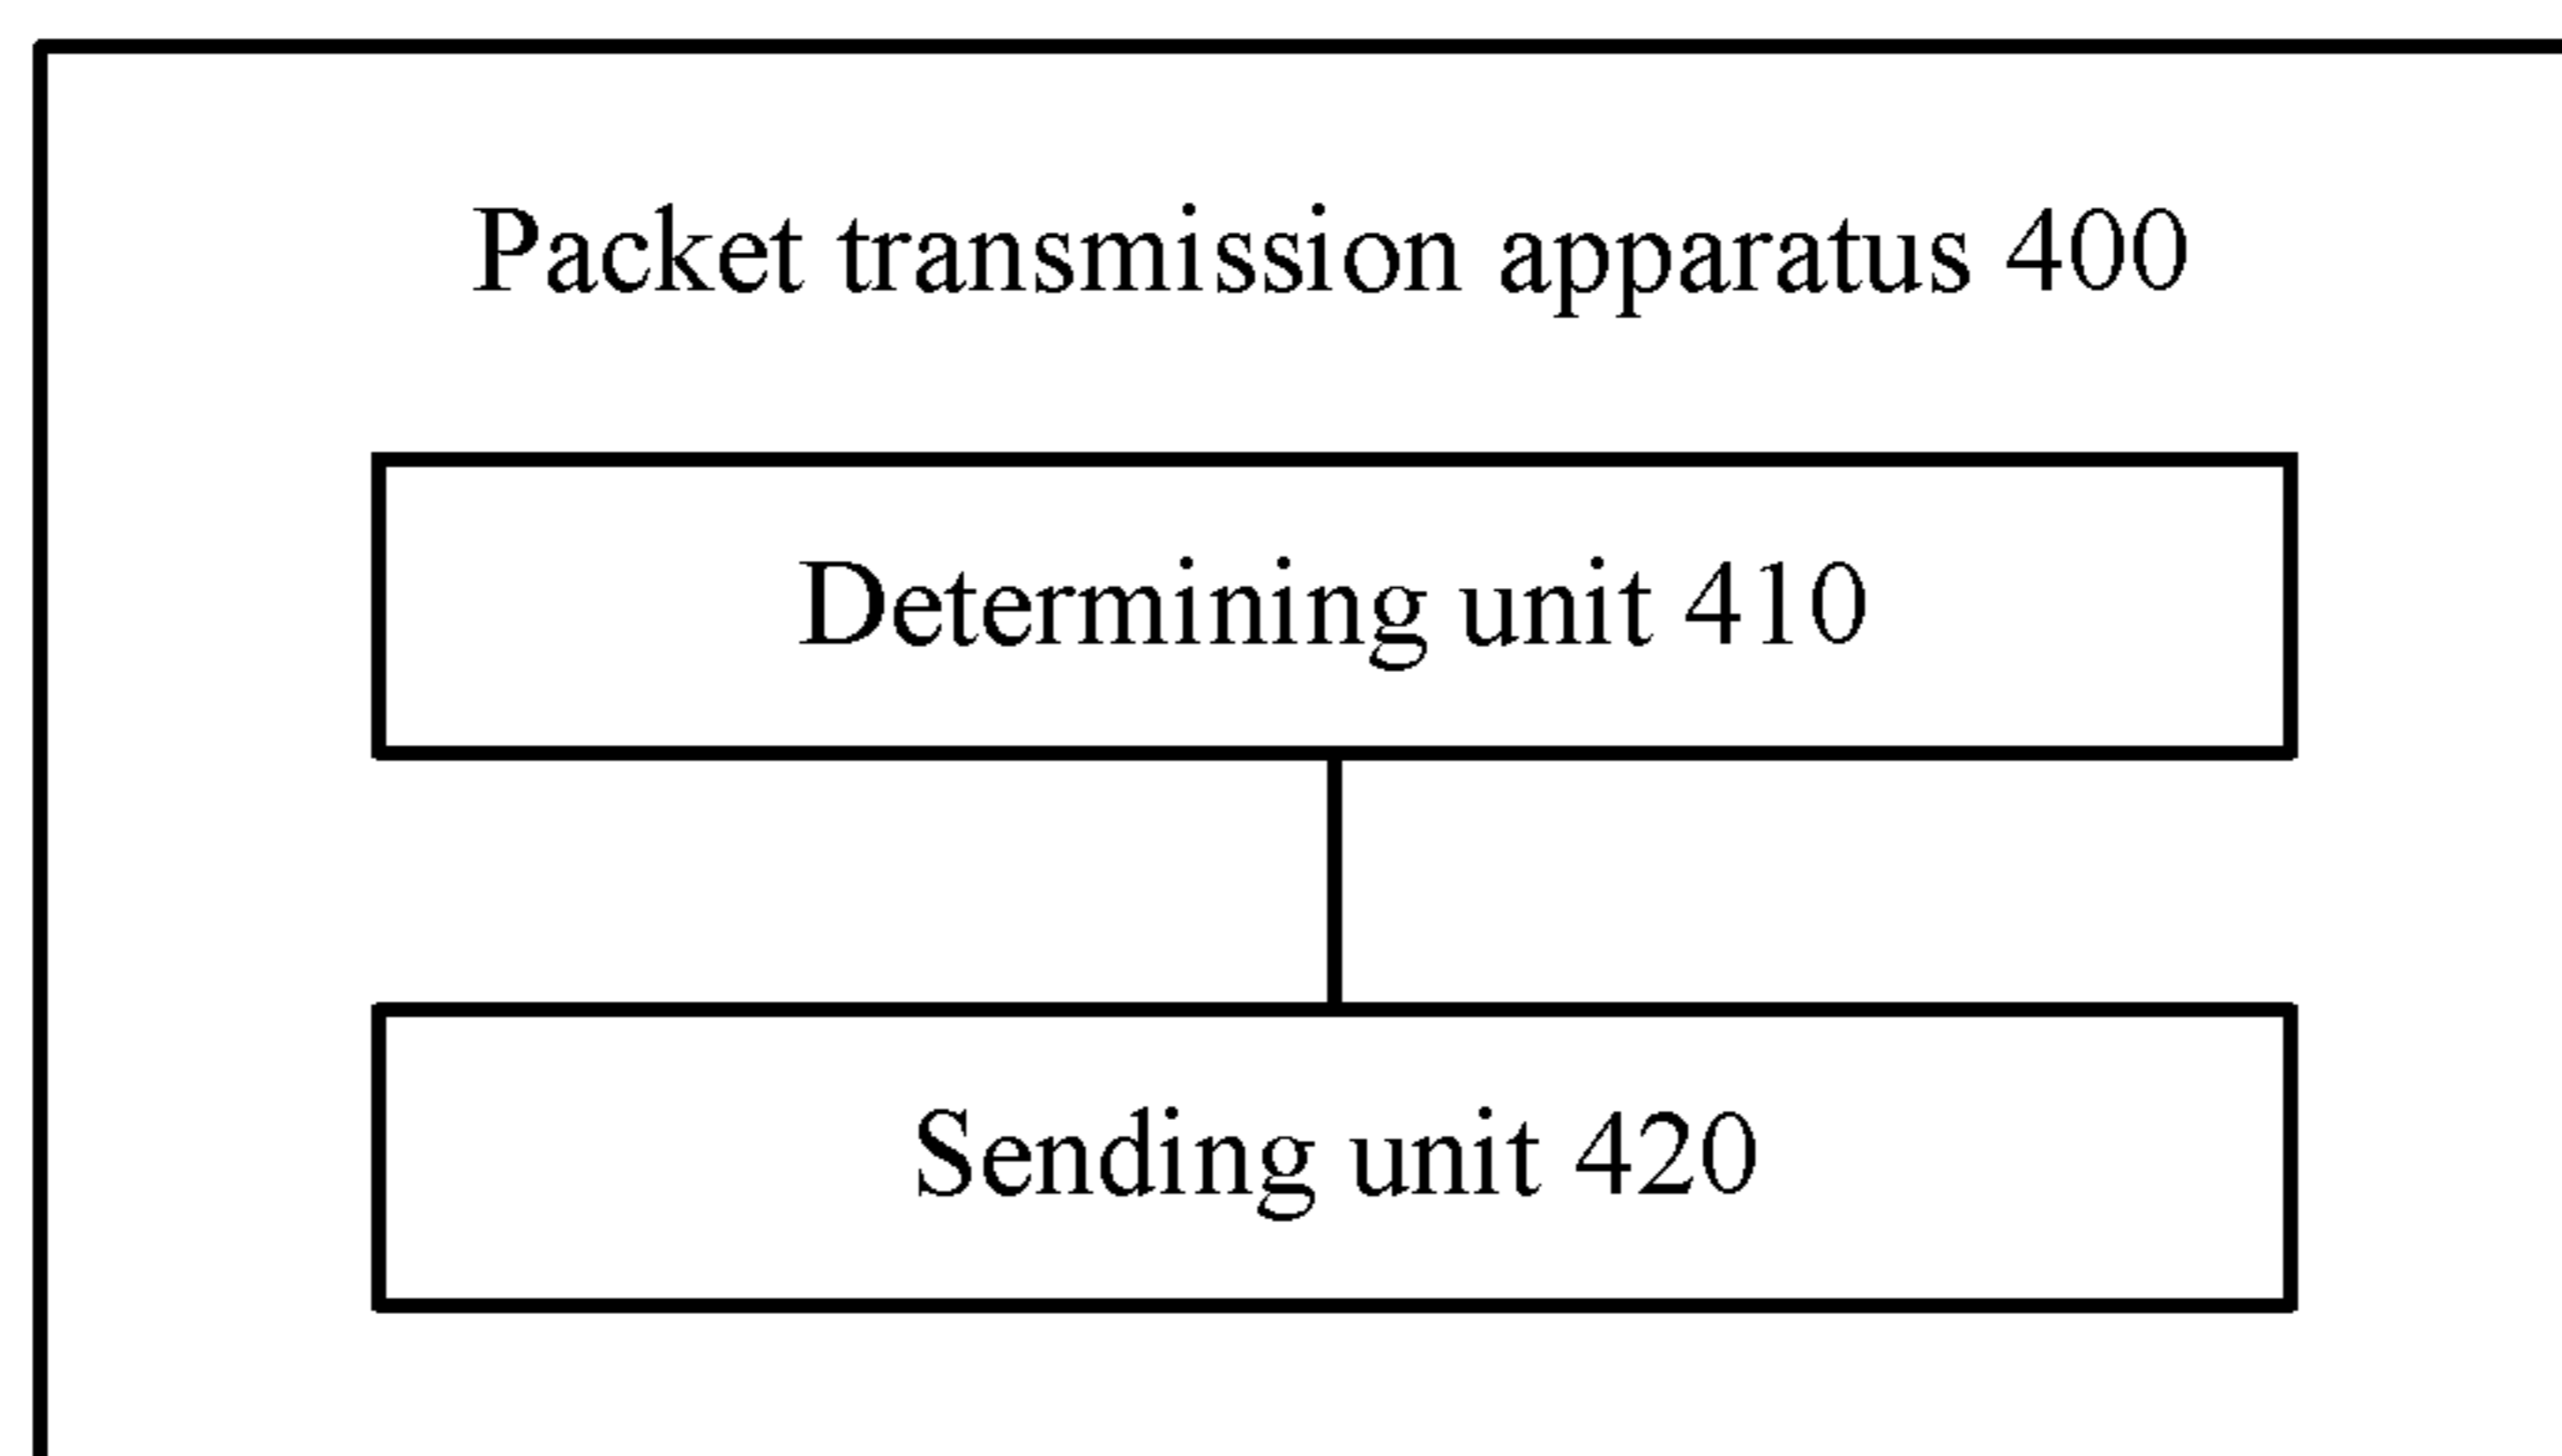 Packet transmission apparatus 400
Determining unit 410
Sending unit 420